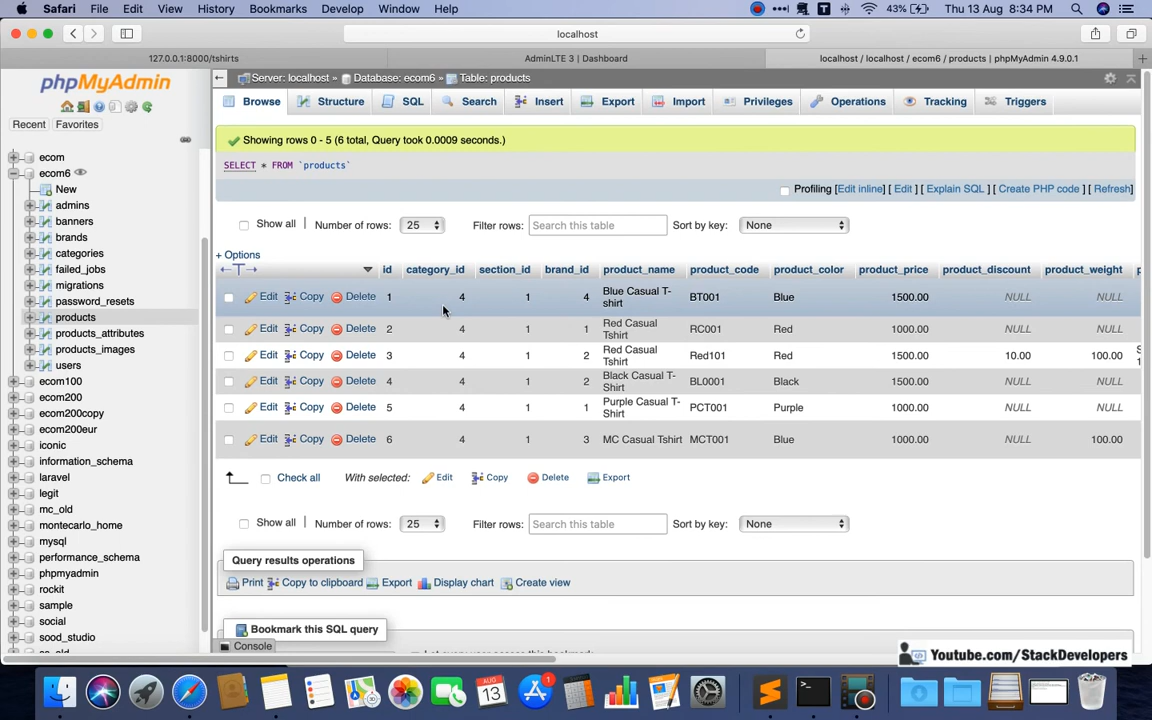 Safari File Edit View History Bookmarks Develop Window Help 43% Thu 13 Aug 8:34 PM
localhost
127.0.0.1:8000/tshirts AdminLTE 3 | Dashboard localhost / localhost / ecom6 / products | phpMyAdmin 4.9.0.1
phpMyAdmin
Recent Favorites
ecom
ecom6
New
admins
banners
brands
categories
failed_jobs
migrations
password_resets
products
products_attributes
products_images
users
ecom100
ecom200
ecom200copy
ecom200eur
iconic
information_schema
laravel
legit
mc_old
montecarlo_home
mysql
performance_schema
phpmyadmin
rockit
sample
social
sood_studio
Server: localhost » Database: ecom6 » Table: products
Browse Structure SQL Search Insert Export Import Privileges Operations Tracking Triggers
Showing rows 0 - 5 (6 total, Query took 0.0009 seconds.)
SELECT * FROM `products`
Profiling [Edit inline] [ Edit ] [ Explain SQL ] [ Create PHP code ] [ Refresh]
Show all Number of rows: 25 Filter rows: Search this table Sort by key: None
+ Options
←T→ id category_id section_id brand_id product_name product_code product_color product_price product_discount product_weight
Edit Copy Delete 1 4 1 4 Blue Casual T-shirt BT001 Blue 1500.00 NULL NULL
Edit Copy Delete 2 4 1 1 Red Casual Tshirt RC001 Red 1000.00 NULL NULL
Edit Copy Delete 3 4 1 2 Red Casual Tshirt Red101 Red 1500.00 10.00 100.00
Edit Copy Delete 4 4 1 2 Black Casual T-Shirt BL0001 Black 1500.00 NULL NULL
Edit Copy Delete 5 4 1 1 Purple Casual T-Shirt PCT001 Purple 1000.00 NULL NULL
Edit Copy Delete 6 4 1 3 MC Casual Tshirt MCT001 Blue 1000.00 NULL 100.00
Check all With selected: Edit Copy Delete Export
Show all Number of rows: 25 Filter rows: Search this table Sort by key: None
Query results operations
Print Copy to clipboard Export Display chart Create view
Bookmark this SQL query
Console
Youtube.com/StackDevelopers
AUG
13
1